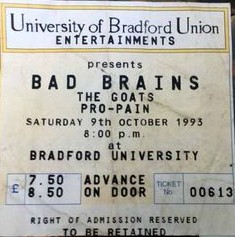 University of Bradford Union
ENTERTAINMENTS
presents
BAD BRAINS
THE GOATS
PRO-PAIN
SATURDAY 9th OCTOBER 1993
8:00 p.m.
at
BRADFORD UNIVERSITY
£ 7.50 ADVANCE
8.50 ON DOOR
TICKET No. 00613
RIGHT OF ADMISSION RESERVED
TO BE RETAINED